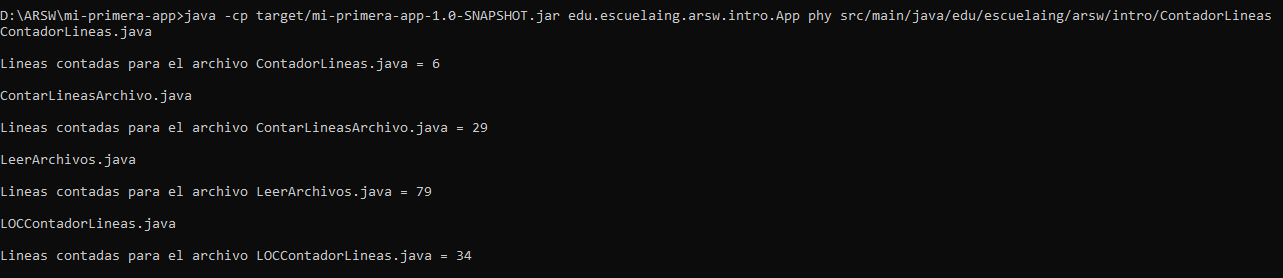 D:\ARSW\mi-primera-app>java -cp target/mi-primera-app-1.0-SNAPSHOT.jar edu.escuelaing.arsw.intro.App phy src/main/java/edu/escuelaing/arsw/intro/ContadorLineas
ContadorLineas.java
Lineas contadas para el archivo ContadorLineas.java = 6
ContarLineasArchivo.java
Lineas contadas para el archivo ContarLineasArchivo.java = 29
LeerArchivos.java
Lineas contadas para el archivo LeerArchivos.java = 79
LOCContadorLineas.java
Lineas contadas para el archivo LOCContadorLineas.java = 34